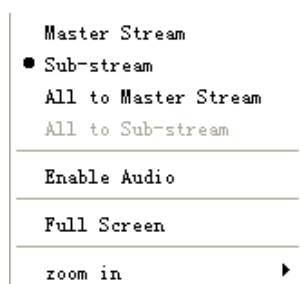 Master Stream
Sub-stream
All to Master Stream
All to Sub-stream
Enable Audio
Full Screen
zoom in